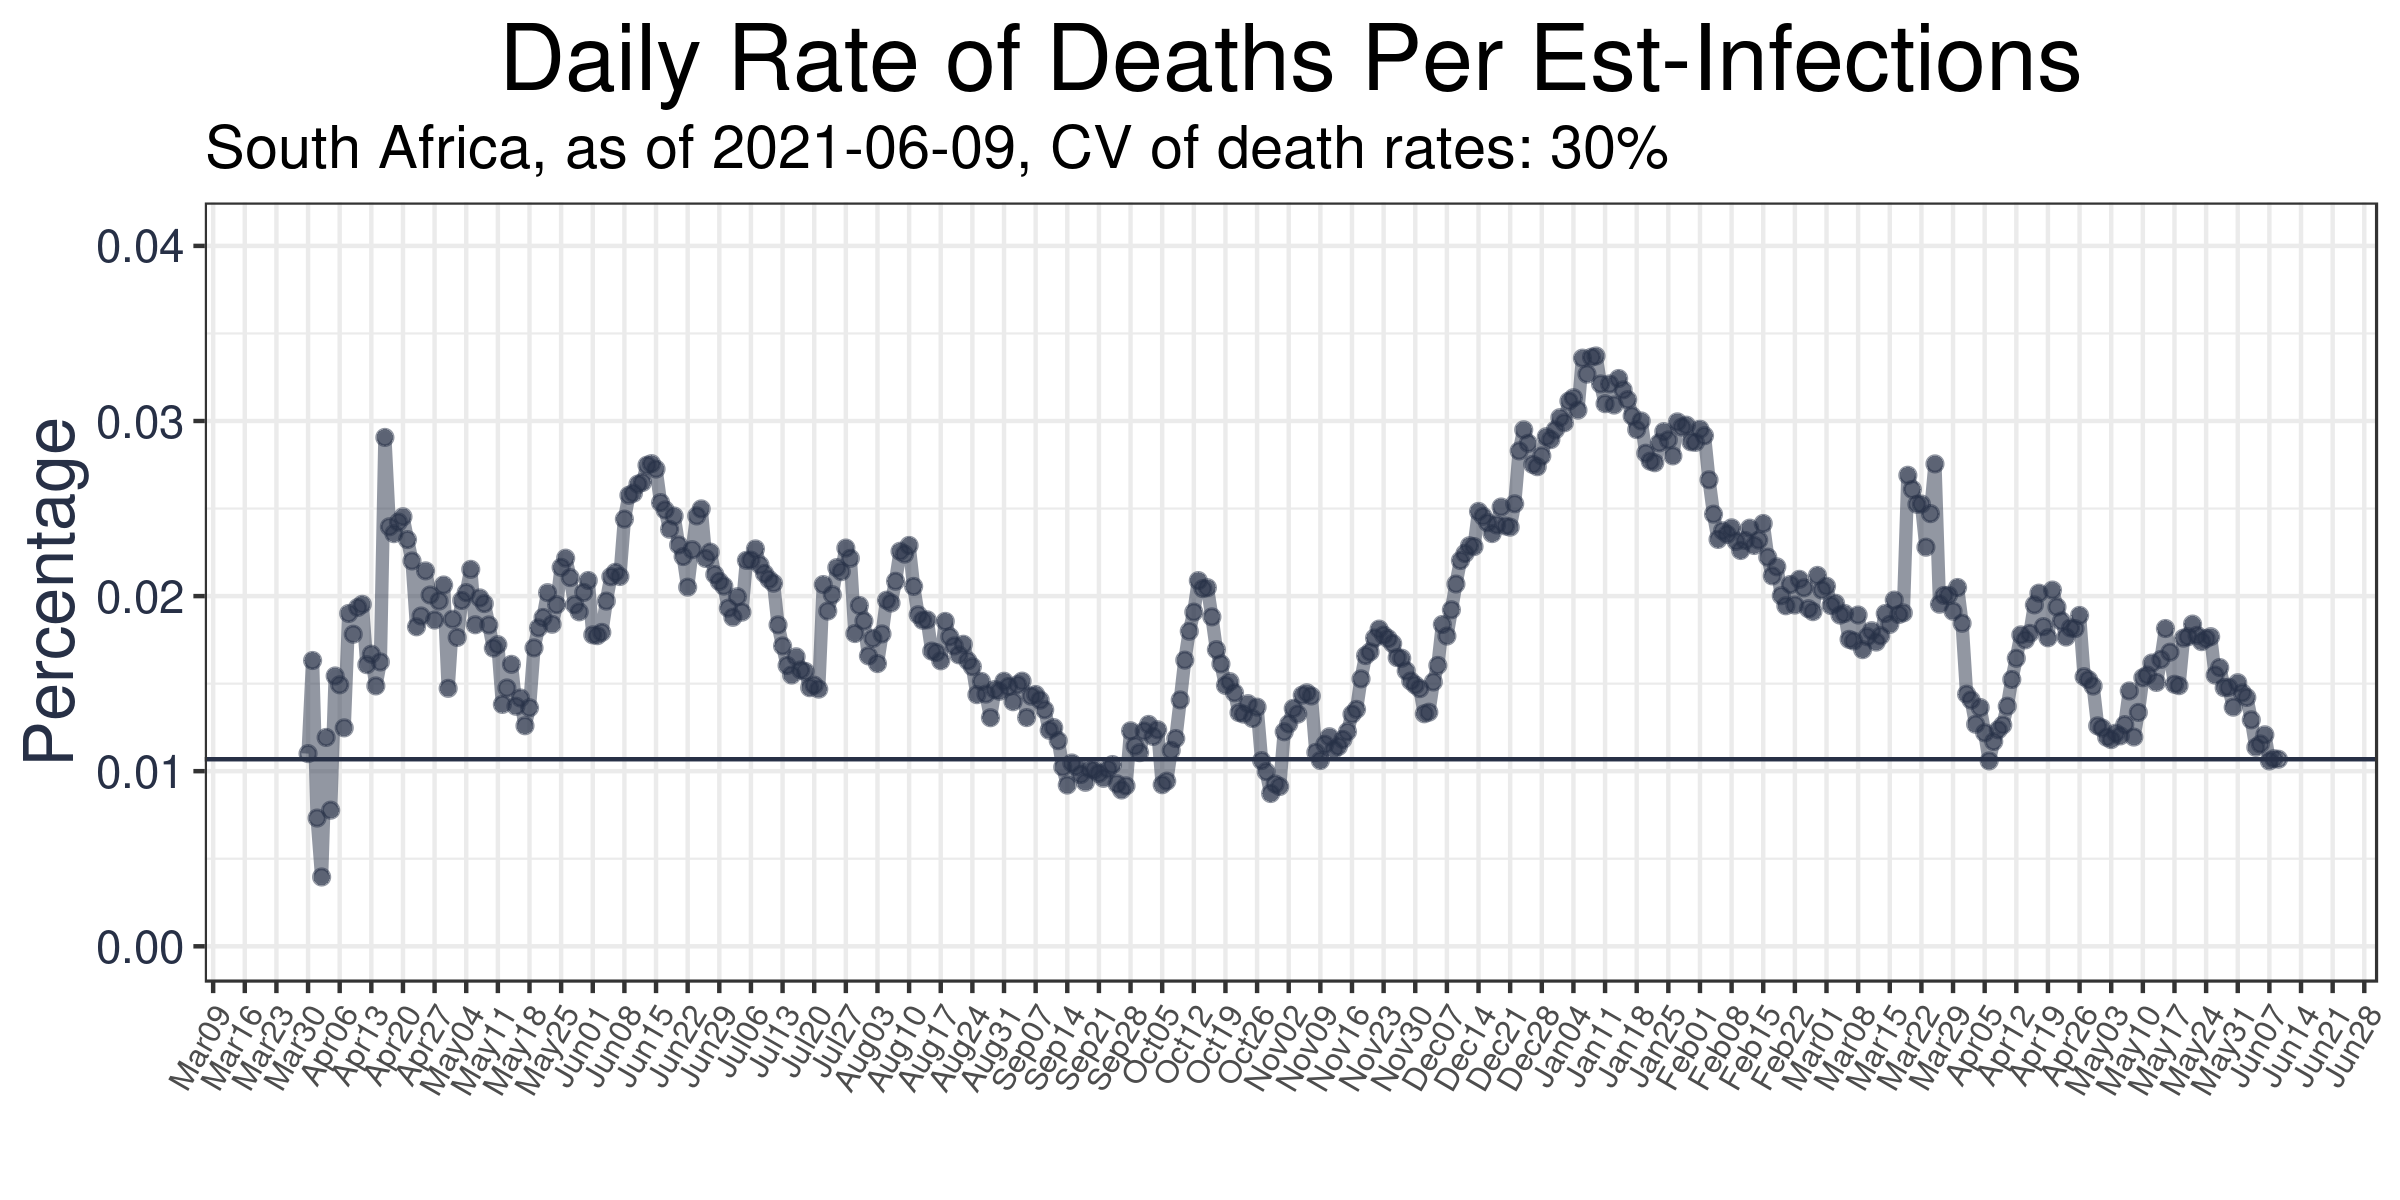 Daily Rate of Deaths Per Est-Infections
South Africa, as of 2021-06-09, CV of death rates: 30%
Percentage
0.04
0.03
0.02
0.01
0.00
Mar09
Mar16
Mar23
Mar30
Apr06
Apr13
Apr20
Apr27
May04
May11
May18
May25
Jun01
Jun08
Jun15
Jun22
Jun29
Jul06
Jul13
Jul20
Jul27
Aug03
Aug10
Aug17
Aug24
Aug31
Sep07
Sep14
Sep21
Sep28
Oct05
Oct12
Oct19
Oct26
Nov02
Nov09
Nov16
Nov23
Nov30
Dec07
Dec14
Dec21
Dec28
Jan04
Jan11
Jan18
Jan25
Feb01
Feb08
Feb15
Feb22
Mar01
Mar08
Mar15
Mar22
Mar29
Apr05
Apr12
Apr19
Apr26
May03
May10
May17
May24
May31
Jun07
Jun14
Jun21
Jun28